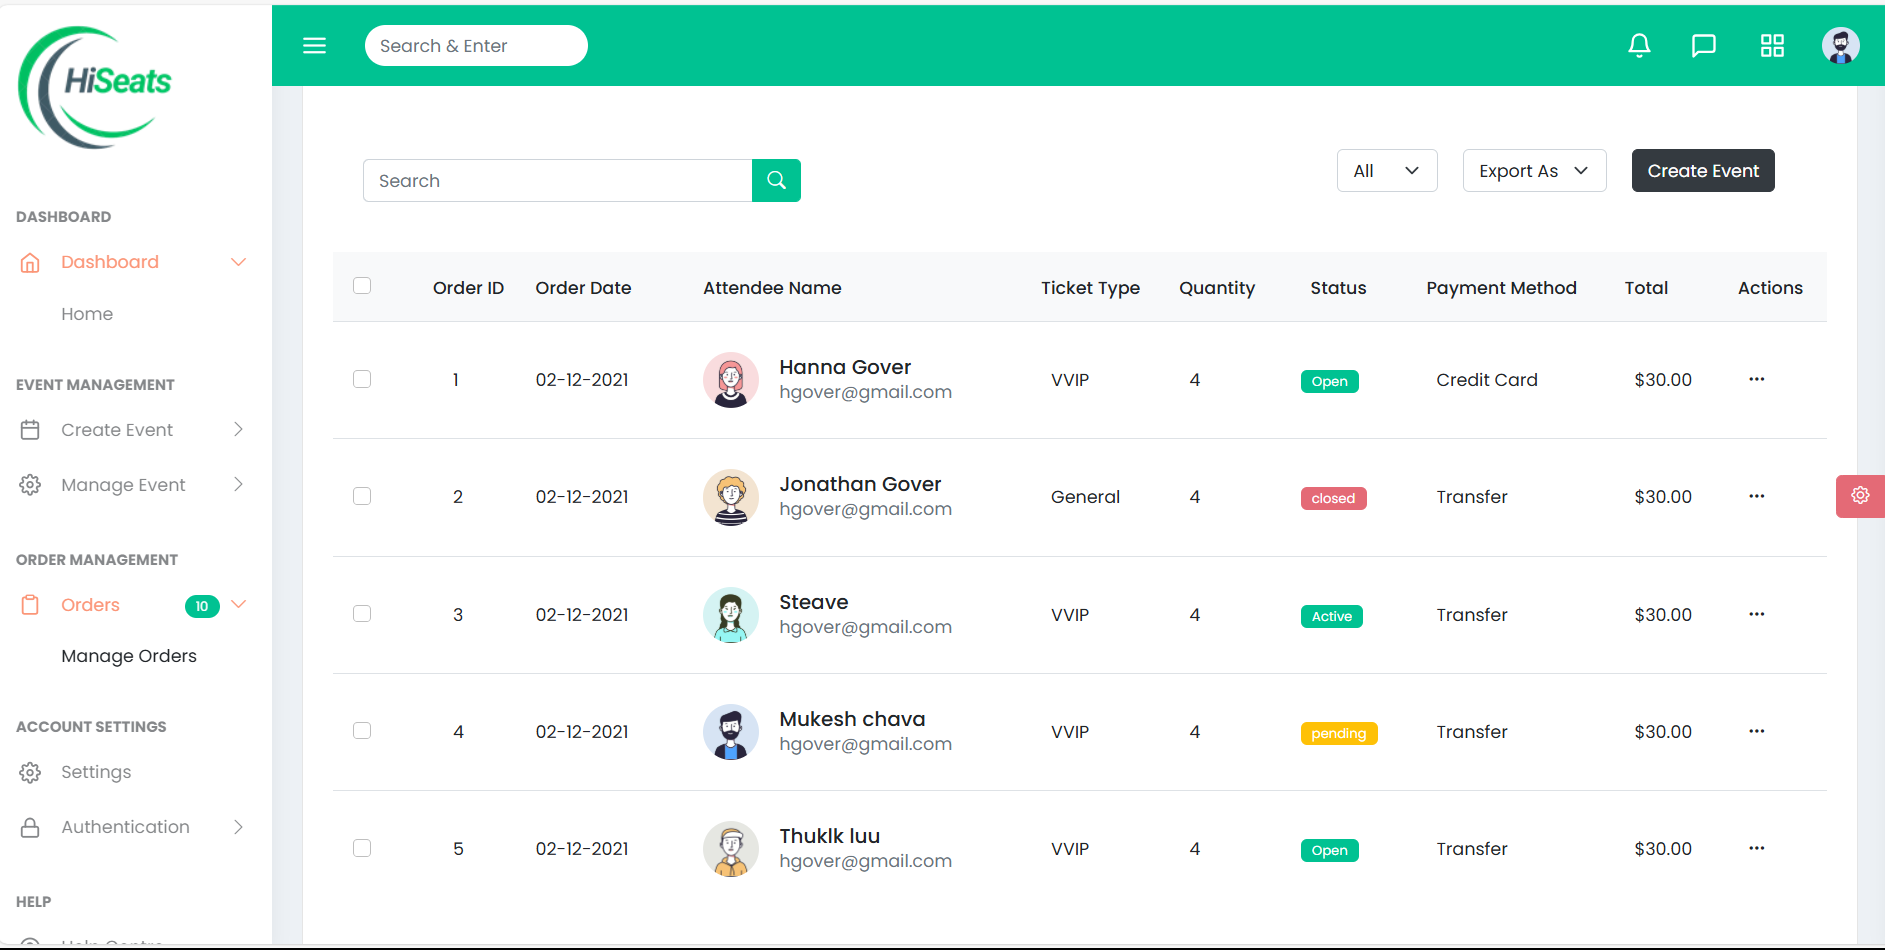 HiSeats
Search & Enter
DASHBOARD
Dashboard
Home
EVENT MANAGEMENT
Create Event
Manage Event
ORDER MANAGEMENT
Orders 10
Manage Orders
ACCOUNT SETTINGS
Settings
Authentication
HELP
Help Centre
Search
All Export As Create Event
Order ID Order Date Attendee Name Ticket Type Quantity Status Payment Method Total Actions
1 02-12-2021 Hanna Gover VVIP 4 Open Credit Card $30.00
hgover@gmail.com
2 02-12-2021 Jonathan Gover General 4 closed Transfer $30.00
hgover@gmail.com
3 02-12-2021 Steave VVIP 4 Active Transfer $30.00
hgover@gmail.com
4 02-12-2021 Mukesh chava VVIP 4 pending Transfer $30.00
hgover@gmail.com
5 02-12-2021 Thuklk luu VVIP 4 Open Transfer $30.00
hgover@gmail.com